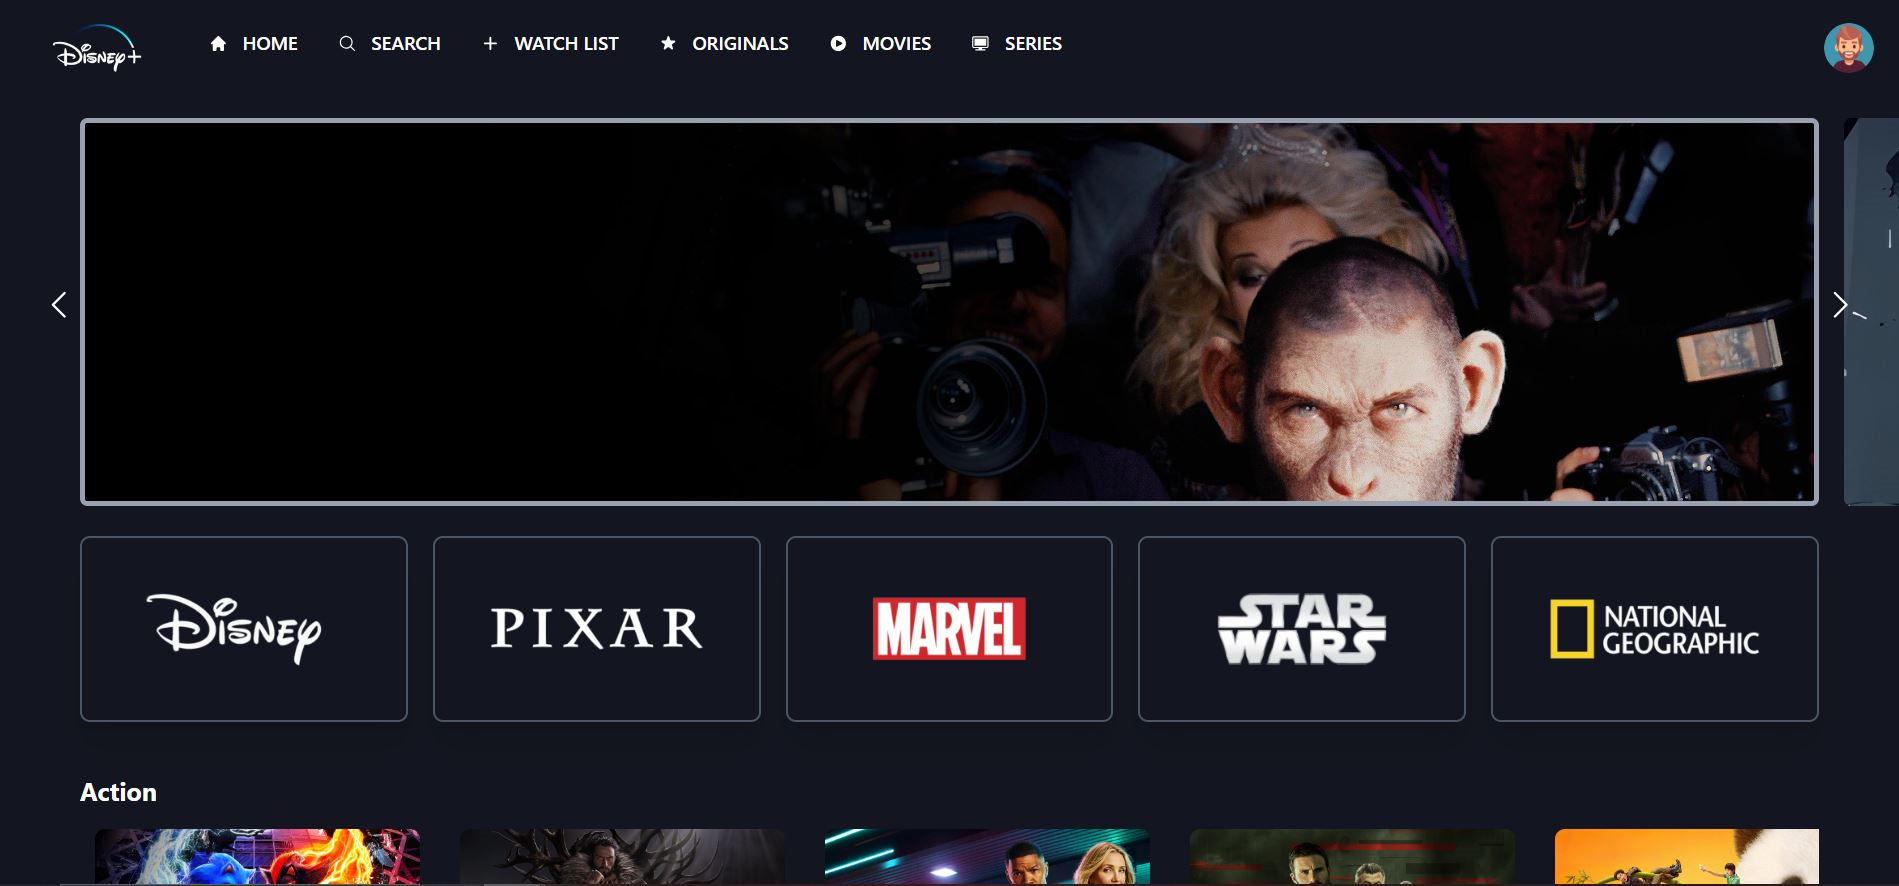 Disney+
HOME
SEARCH
WATCH LIST
ORIGINALS
MOVIES
SERIES
Disney
PIXAR
MARVEL
STAR
WARS
NATIONAL
GEOGRAPHIC
Action